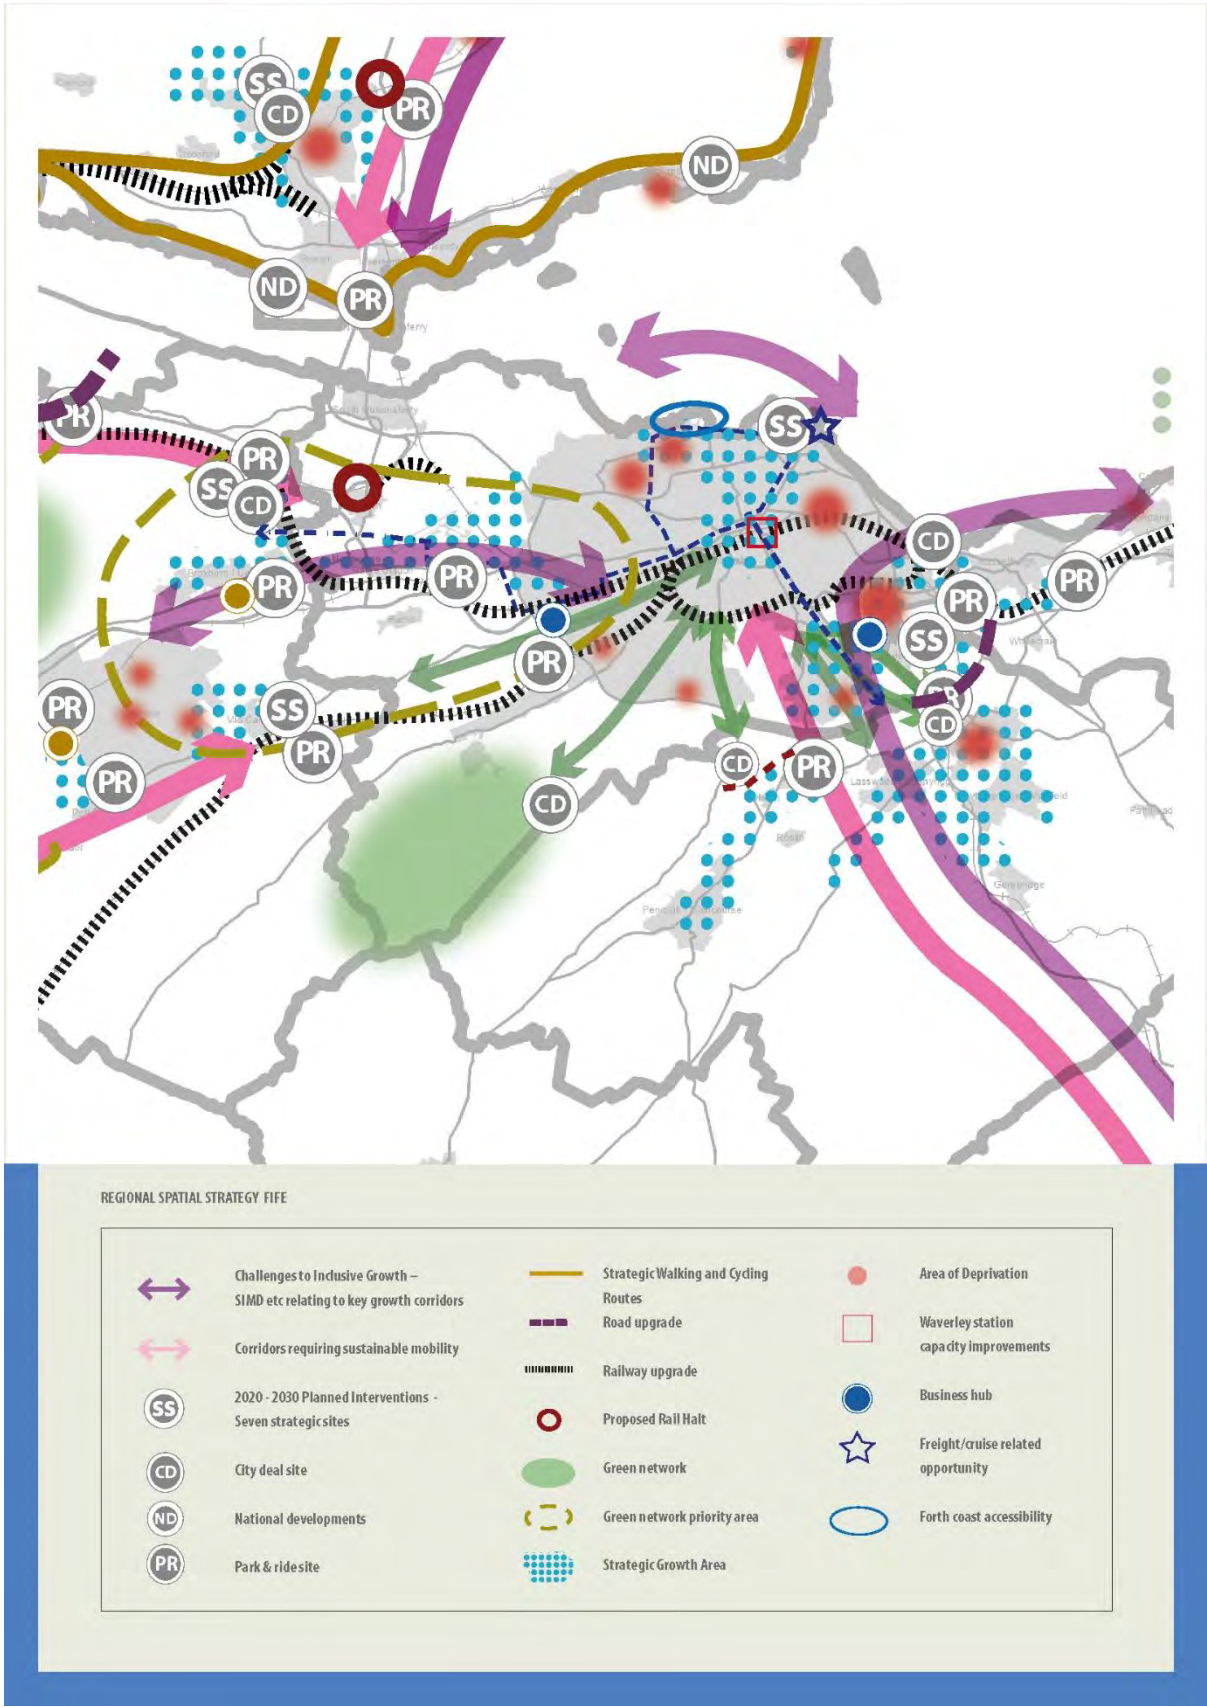 SS
CD
PR
ND
ND
PR
PR
SS
PR
SS
CD
CD
PR
PR
PR
PR
SS
PR
PR
SS
PR
CD
PR
PR
CD
PR
CD
Roslin
Gorebridge
REGIONAL SPATIAL STRATEGY FIFE
Challenges to Inclusive Growth –
SIMD etc relating to key growth corridors
Corridors requiring sustainable mobility
SS
2020 - 2030 Planned Interventions -
Seven strategic sites
CD
City deal site
ND
National developments
PR
Park & ride site
Strategic Walking and Cycling
Routes
Road upgrade
Railway upgrade
Proposed Rail Halt
Green network
Green network priority area
Strategic Growth Area
Area of Deprivation
Waverley station
capacity improvements
Business hub
Freight/cruise related
opportunity
Forth coast accessibility